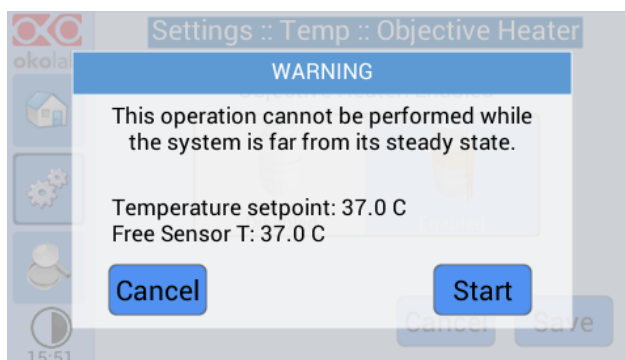 Settings :: Temp :: Objective Heater
okolab
WARNING
This operation cannot be performed while
the system is far from its steady state.
Temperature setpoint: 37.0 C
Free Sensor T: 37.0 C
Cancel
Start
Cancel
Save
15:51